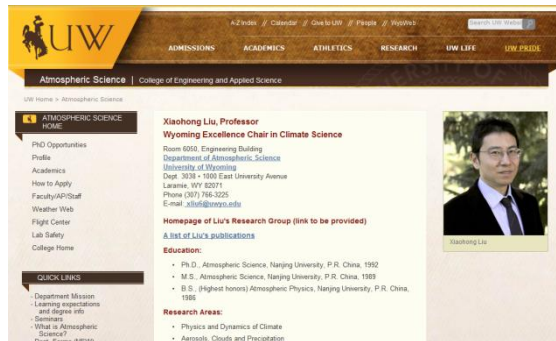 UW
A-Z Index // Calendar // Give to UW // People // WyoWeb
Search UW Websit
ADMISSIONS ACADEMICS ATHLETICS RESEARCH UW LIFE UW PRIDE
Atmospheric Science | College of Engineering and Applied Science
UW Home > Atmospheric Science
ATMOSPHERIC SCIENCE
HOME
PhD Opportunities
Profile
Academics
How to Apply
Faculty/AP/Staff
Weather Web
Flight Center
Lab Safety
College Home
QUICK LINKS
- Department Mission
- Learning expectations
and degree info
- Seminars
- What is Atmospheric
Science?
Xiaohong Liu, Professor
Wyoming Excellence Chair in Climate Science
Room 6050, Engineering Building
Department of Atmospheric Science
University of Wyoming
Dept. 3038 • 1000 East University Avenue
Laramie, WY 82071
Phone (307) 766-3225
E-mail: xliu6@uwyo.edu
Homepage of Liu's Research Group (link to be provided)
A list of Liu's publications
Education:
• Ph.D., Atmospheric Science, Nanjing University, P.R. China, 1992
• M.S., Atmospheric Science, Nanjing University, P.R. China, 1989
• B.S., (Highest honors) Atmospheric Physics, Nanjing University, P.R. China,
1986
Research Areas:
• Physics and Dynamics of Climate
• Aerosols, Clouds and Precipitation
Xiaohong Liu